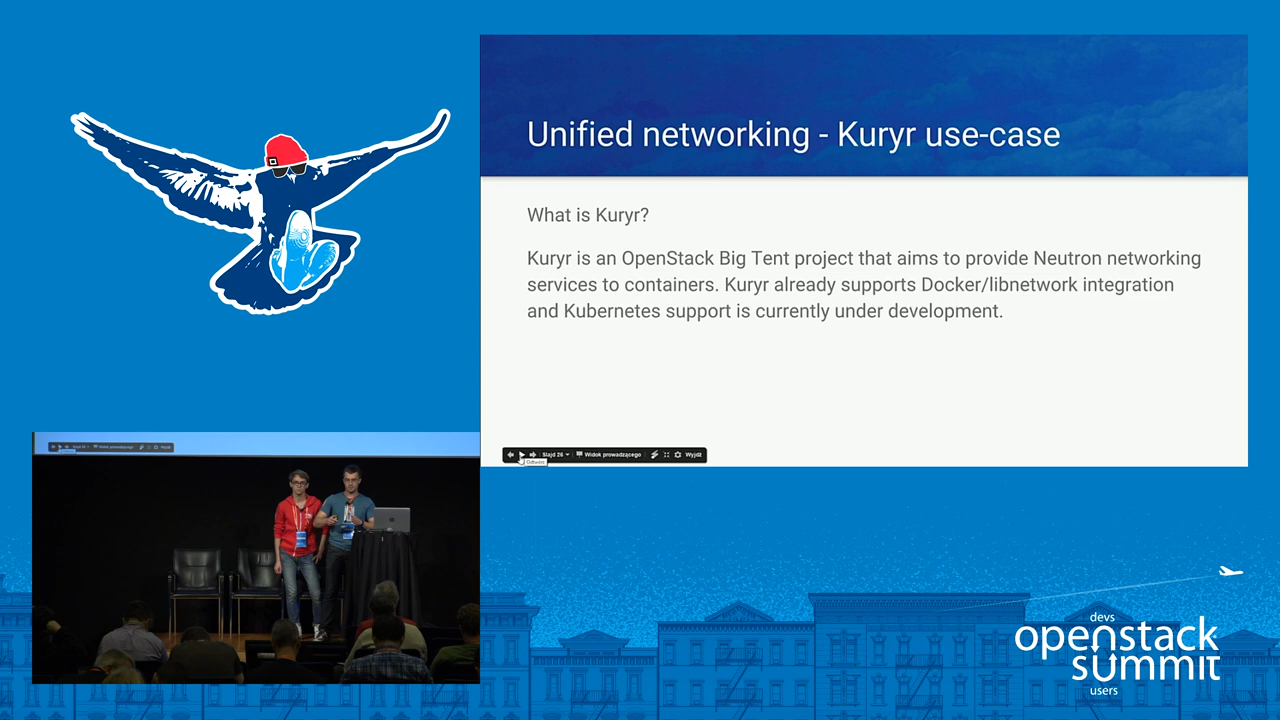 Unified networking - Kuryr use-case
What is Kuryr?
Kuryr is an OpenStack Big Tent project that aims to provide Neutron networking
services to containers. Kuryr already supports Docker/libnetwork integration
and Kubernetes support is currently under development.
Slajd 26
Widok prowadzącego
Wyjdź
Odtwórz
devs
openstack
summit
users